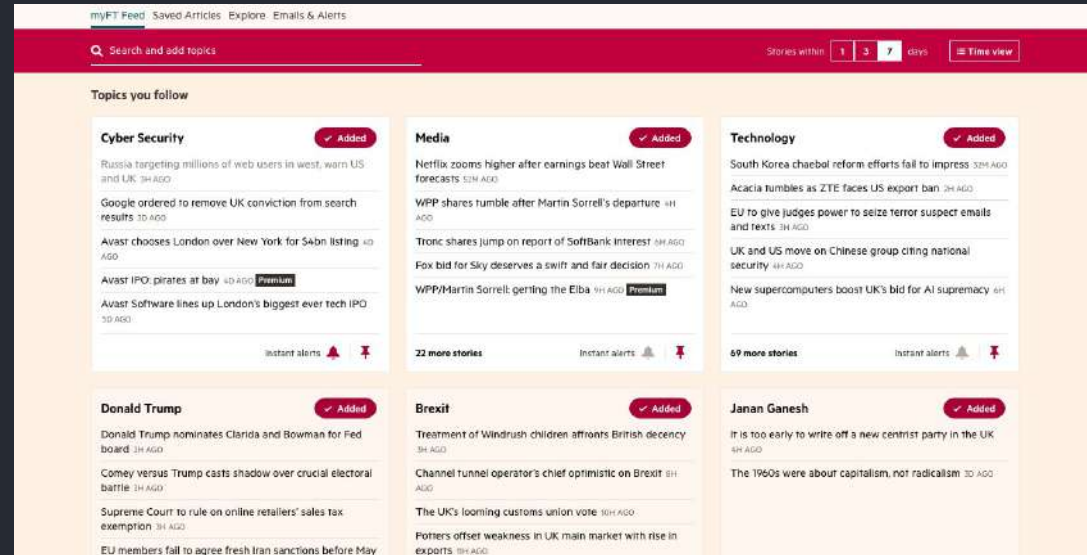 myFT Feed Saved Articles Explore Emails & Alerts
Search and add topics
Stories within 1 3 7 days Time view
Topics you follow
Cyber Security
Added
Russia targeting millions of web users in west, warn US
and UK 3H AGO
Google ordered to remove UK conviction from search
results 3D AGO
Avast chooses London over New York for $4bn listing 4D
AGO
Avast IPO: pirates at bay 4D AGO Premium
Avast Software lines up London's biggest ever tech IPO
5D AGO
Instant alerts
Media
Added
Netflix zooms higher after earnings beat Wall Street
forecasts 52M AGO
WPP shares tumble after Martin Sorrell's departure 4H
AGO
Tronc shares jump on report of SoftBank interest 6H AGO
Fox bid for Sky deserves a swift and fair decision 7H AGO
WPP/Martin Sorrell: getting the Elba 9H AGO Premium
22 more stories
Instant alerts
Technology
Added
South Korea chaebol reform efforts fail to impress 32M AGO
Acacia tumbles as ZTE faces US export ban 2H AGO
EU to give judges power to seize terror suspect emails
and texts 3H AGO
UK and US move on Chinese group citing national
security 4H AGO
New supercomputers boost UK's bid for AI supremacy 6H
AGO
69 more stories
Instant alerts
Donald Trump
Added
Donald Trump nominates Clarida and Bowman for Fed
board 2H AGO
Comey versus Trump casts shadow over crucial electoral
battle 2H AGO
Supreme Court to rule on online retailers' sales tax
exemption 3H AGO
EU members fail to agree fresh Iran sanctions before May
Brexit
Added
Treatment of Windrush children affronts British decency
3H AGO
Channel tunnel operator's chief optimistic on Brexit 8H
AGO
The UK's looming customs union vote 10H AGO
Potters offset weakness in UK main market with rise in
exports 11H AGO
Janan Ganesh
Added
It is too early to write off a new centrist party in the UK
4H AGO
The 1960s were about capitalism, not radicalism 3D AGO